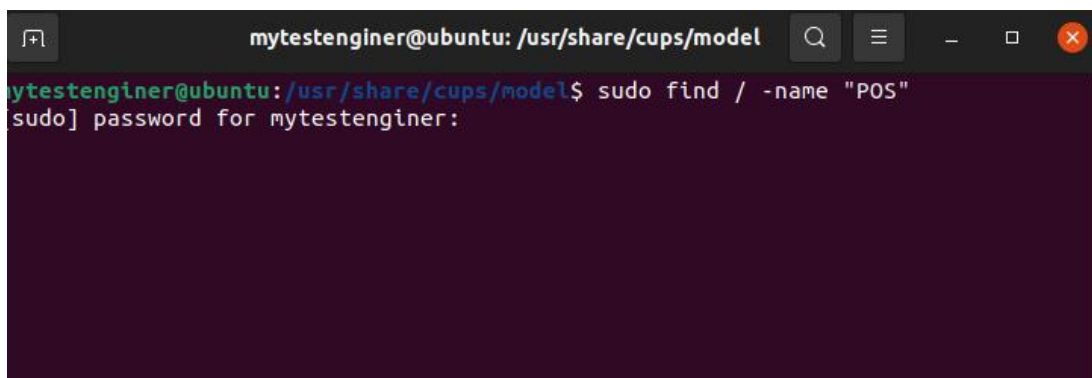 mytestenginer@ubuntu: /usr/share/cups/model
ytestenginer@ubuntu:/usr/share/cups/model$ sudo find / -name "POS"
[sudo] password for mytestenginer: